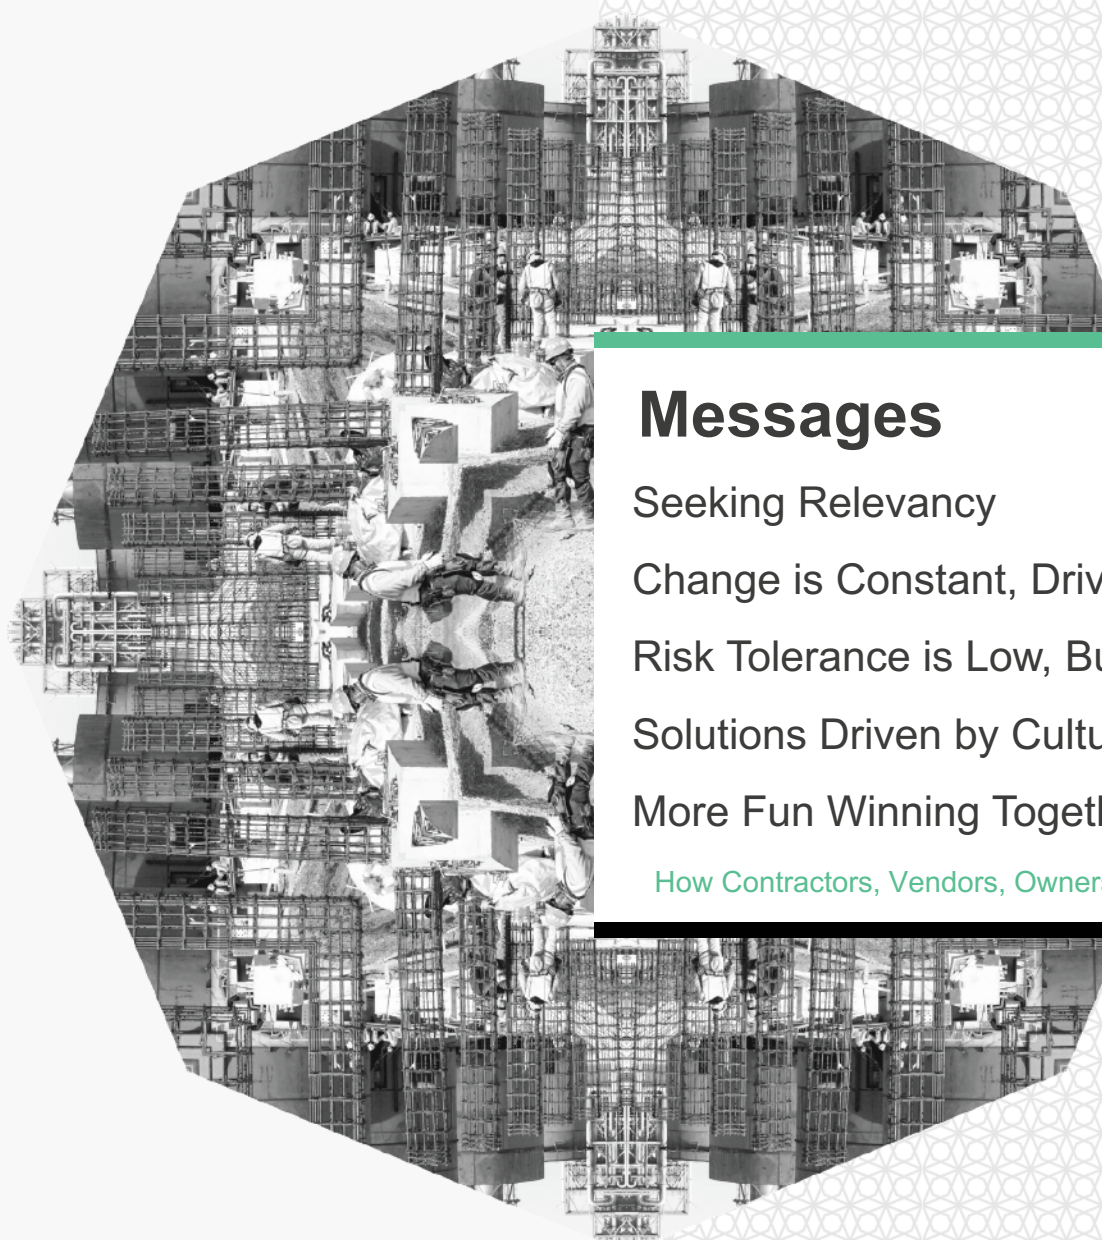 Messages
Seeking Relevancy
Change is Constant,
Risk Tolerance is Low,
Solutions Driven by
More Fun Winning
How Contractors, Vendors,